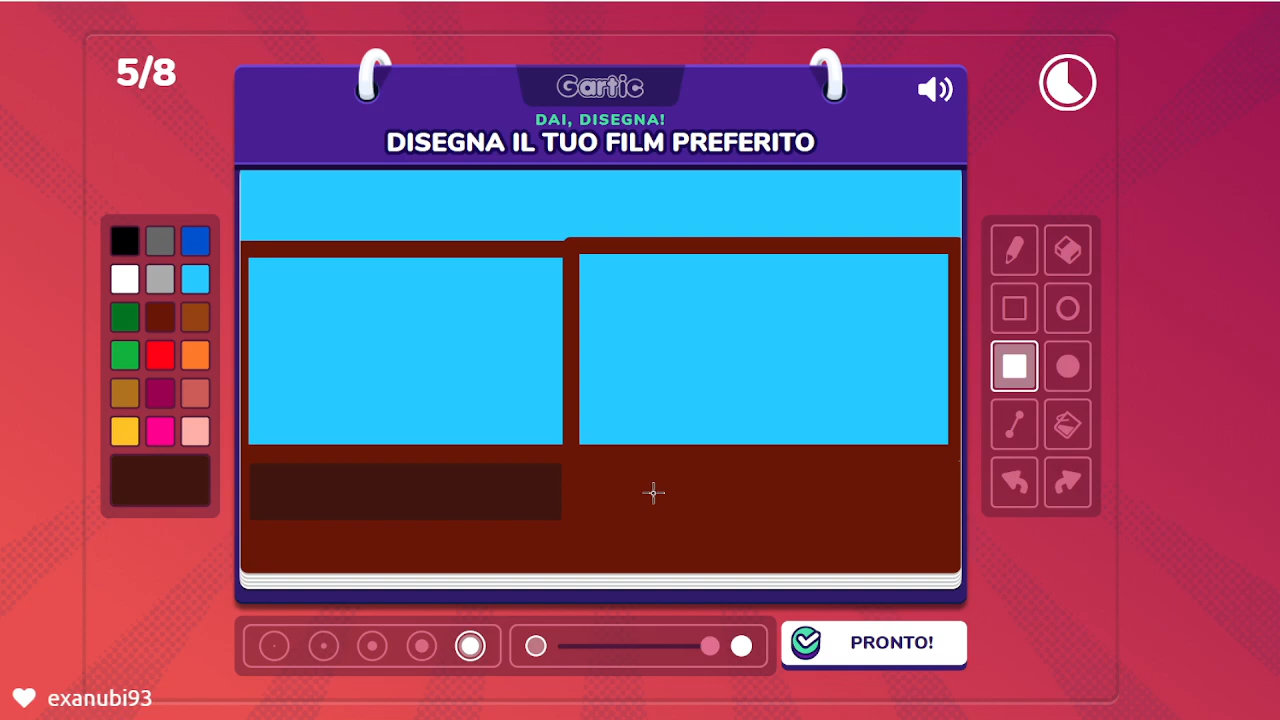 5/8
Gartic
DAI, DISEGNA!
DISEGNA IL TUO FILM PREFERITO
PRONTO!
exanubi93